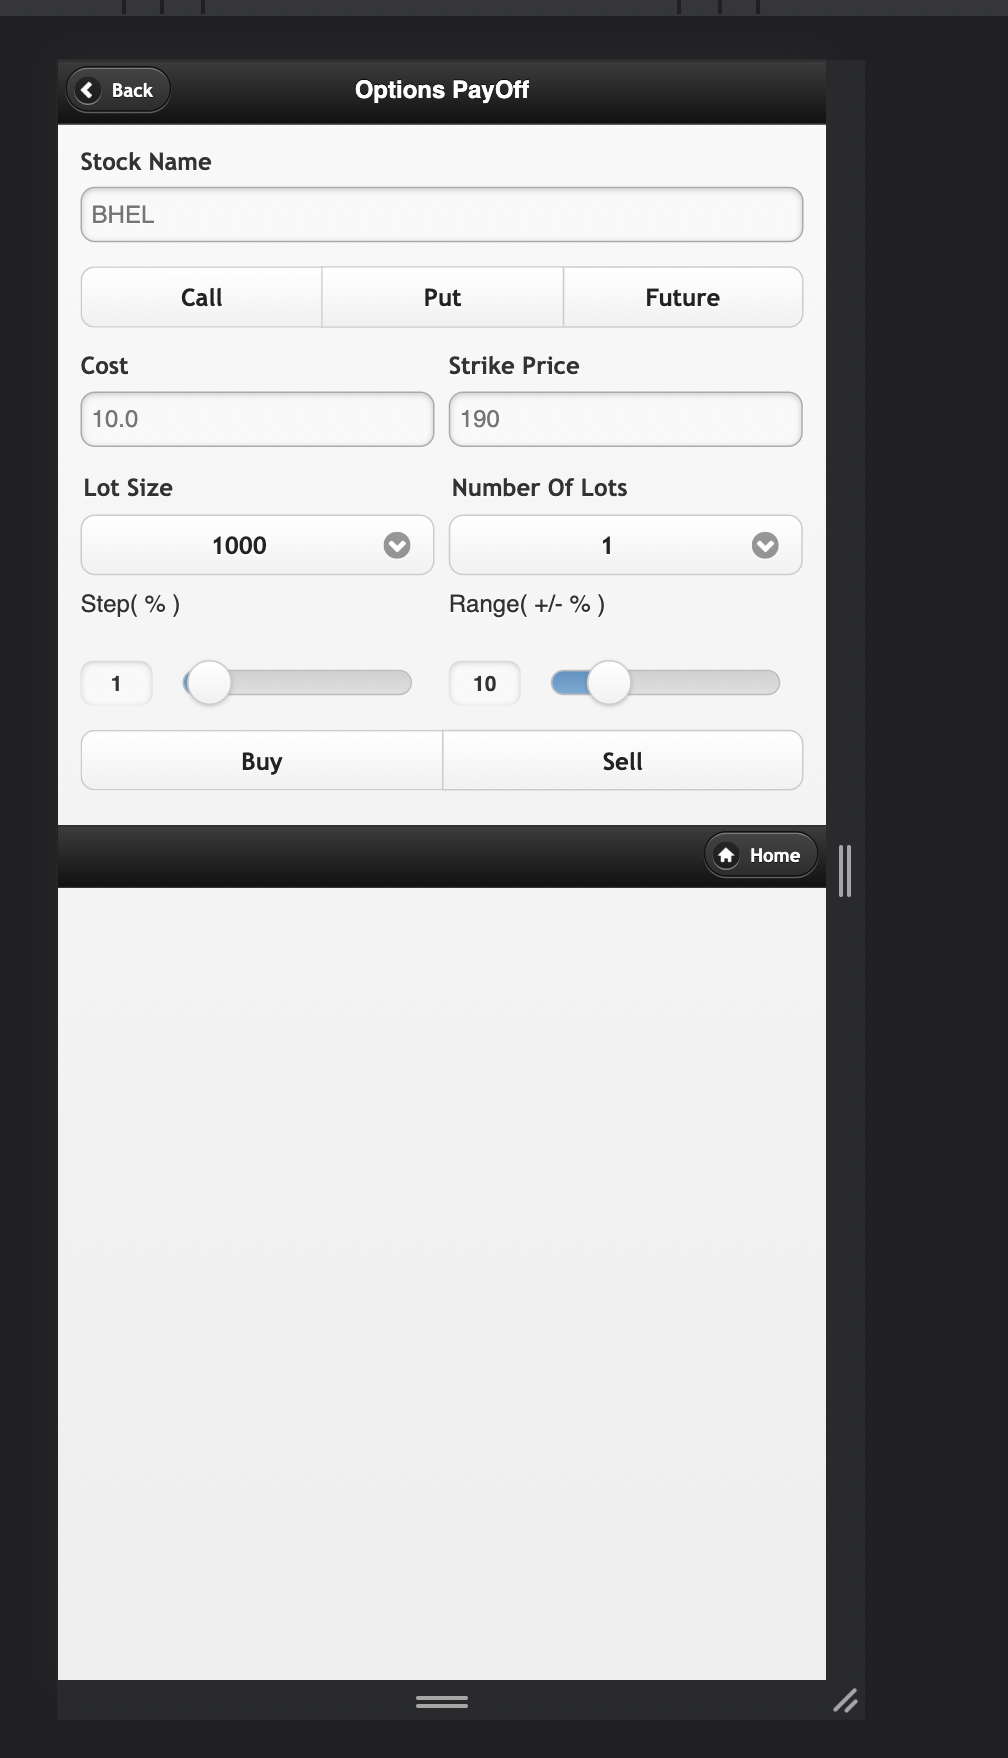 Back Options PayOff
Stock Name
BHEL
Call Put Future
Cost Strike Price
10.0 190
Lot Size Number Of Lots
1000 1
Step( % ) Range( +/- % )
1 10
Buy Sell
Home